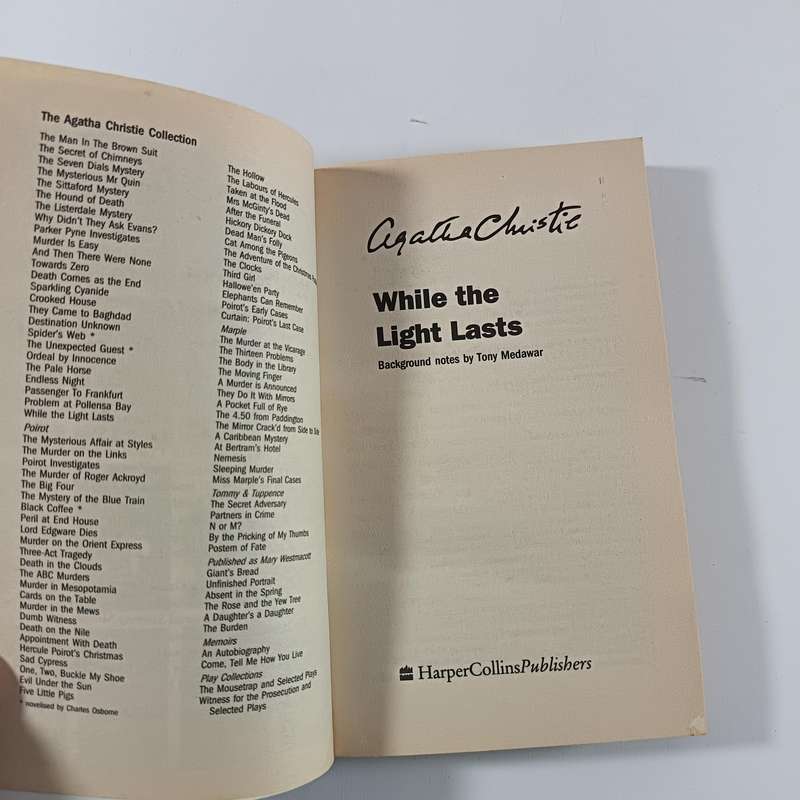 The Agatha Christie Collection
The Man In The Brown Suit
The Secret of Chimneys
The Seven Dials Mystery
The Mysterious Mr Quin
The Sittaford Mystery
The Hound of Death
The Listerdale Mystery
Why Didn't They Ask Evans?
Parker Pyne Investigates
Murder Is Easy
And Then There Were None
Towards Zero
Death Comes as the End
Sparkling Cyanide
Crooked House
They Came to Baghdad
Destination Unknown
Spider's Web *
The Unexpected Guest *
Ordeal by Innocence
The Pale Horse
Endless Night
Passenger To Frankfurt
Problem at Pollensa Bay
While the Light Lasts
Poirot
The Mysterious Affair at Styles
The Murder on the Links
Poirot Investigates
The Murder of Roger Ackroyd
The Big Four
The Mystery of the Blue Train
Black Coffee *
Peril at End House
Lord Edgware Dies
Murder on the Orient Express
Three-Act Tragedy
Death in the Clouds
The ABC Murders
Murder in Mesopotamia
Cards on the Table
Murder in the Mews
Dumb Witness
Death on the Nile
Appointment With Death
Hercule Poirot's Christmas
Sad Cypress
One, Two, Buckle My Shoe
Evil Under the Sun
Five Little Pigs
* novelised by Charles Osborne
The Hollow
The Labours of Hercules
Taken at the Flood
Mrs McGinty's Dead
After the Funeral
Hickory Dickory Dock
Dead Man's Folly
Cat Among the Pigeons
The Adventure of the Christmas
The Clocks
Third Girl
Hallowe'en Party
Elephants Can Remember
Poirot's Early Cases
Curtain: Poirot's Last Case
Marple
The Murder at the Vicarage
The Thirteen Problems
The Body in the Library
The Moving Finger
A Murder is Announced
They Do It With Mirrors
A Pocket Full of Rye
The 4.50 from Paddington
The Mirror Crack'd from Side to Side
A Caribbean Mystery
At Bertram's Hotel
Nemesis
Sleeping Murder
Miss Marple's Final Cases
Tommy & Tuppence
The Secret Adversary
Partners in Crime
N or M?
By the Pricking of My Thumbs
Postern of Fate
Published as Mary Westmacott
Giant's Bread
Unfinished Portrait
Absent in the Spring
The Rose and the Yew Tree
A Daughter's a Daughter
The Burden
Memoirs
An Autobiography
Come, Tell Me How You Live
Play Collections
The Mousetrap and Selected Plays
Witness for the Prosecution and
Selected Plays
Agatha Christie
While the
Light Lasts
Background notes by Tony Medawar
HarperCollinsPublishers